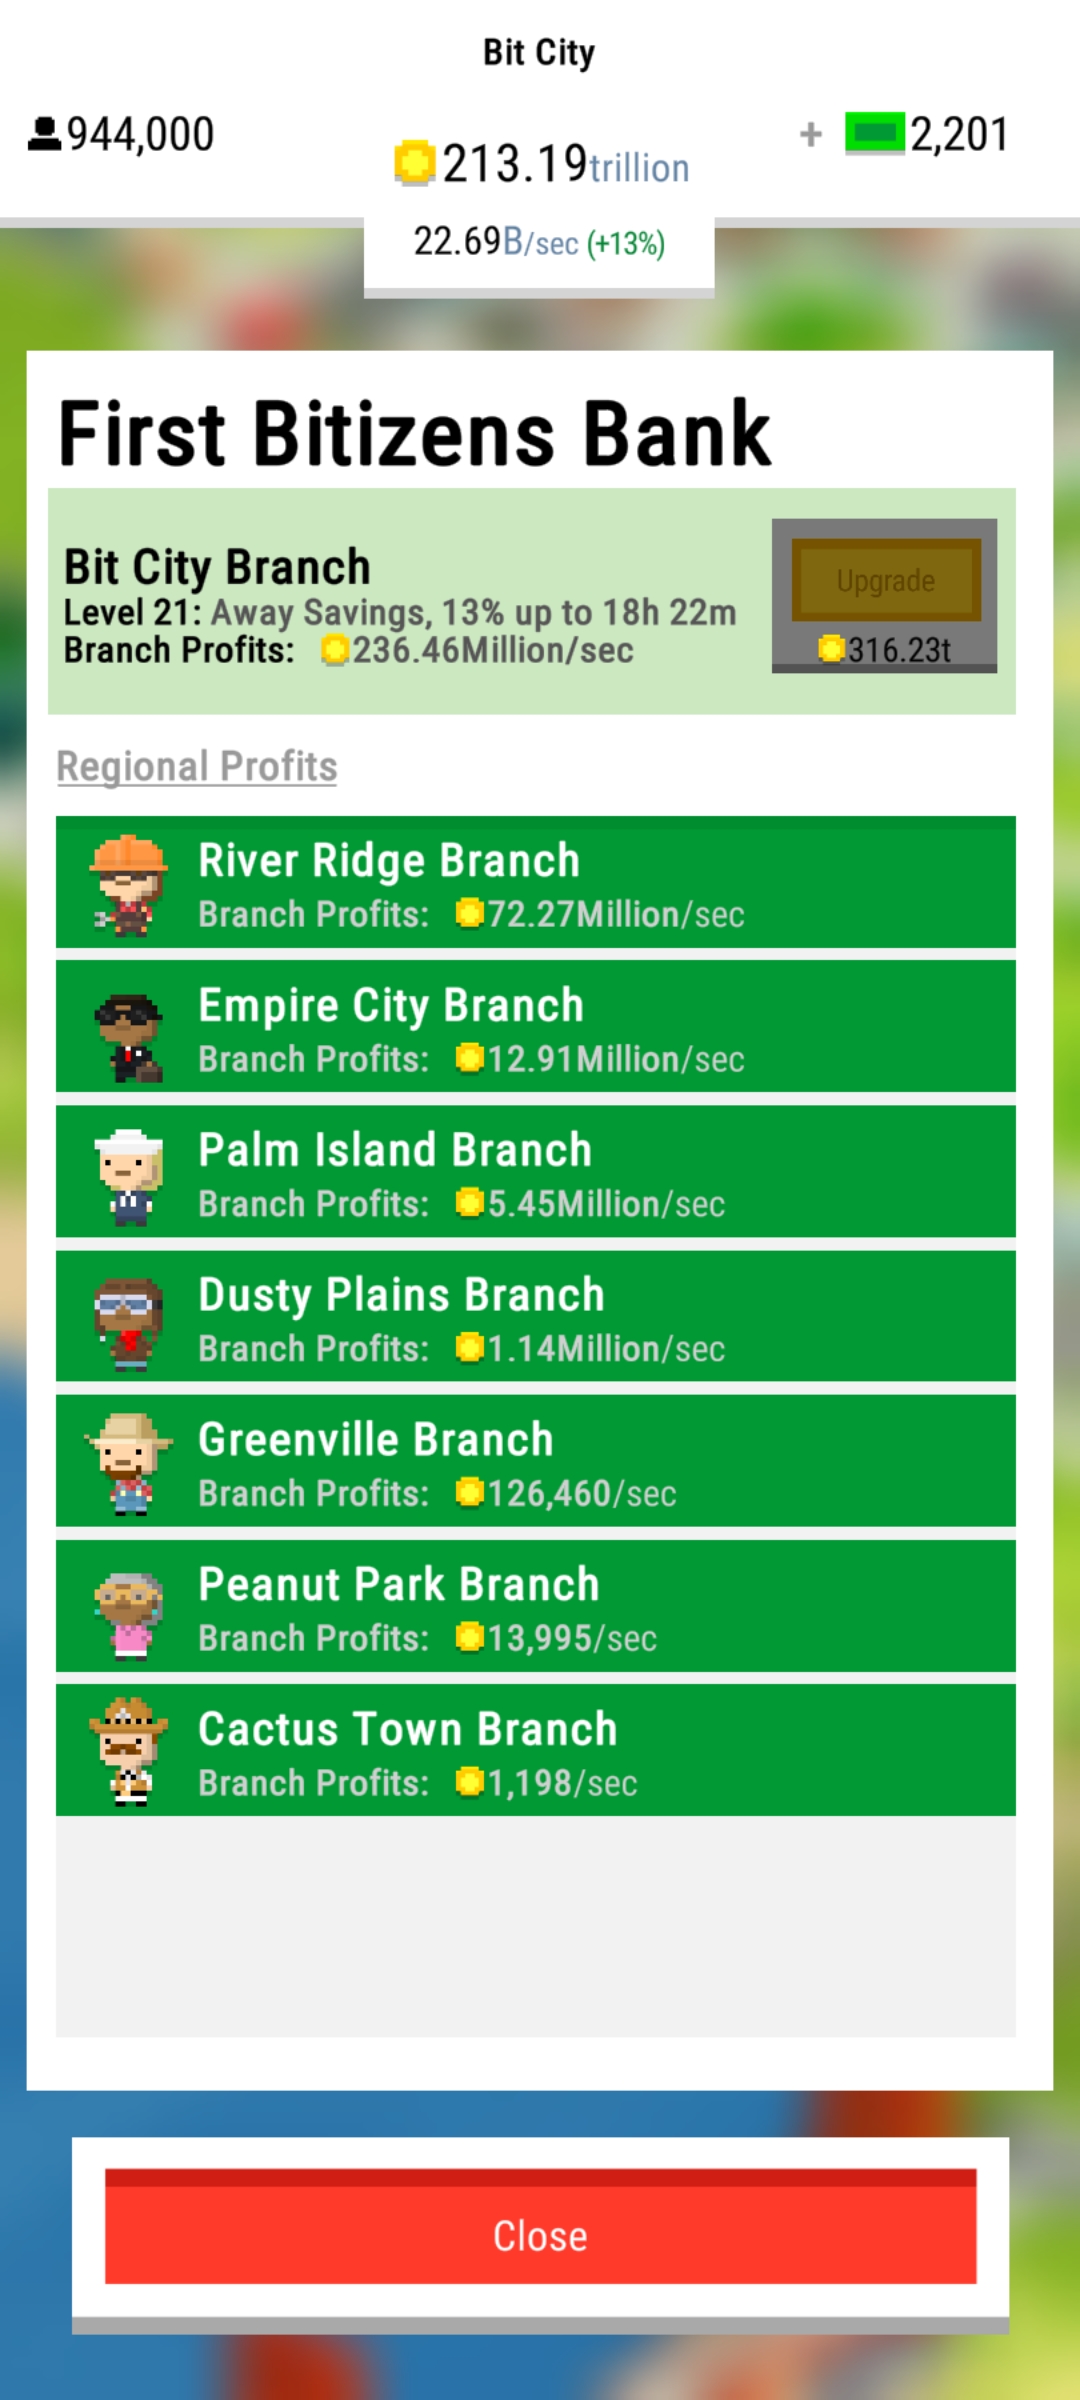 Bit City
944,000
213.19trillion
+ 2,201
22.69B/sec (+13%)
First Bitizens Bank
Bit City Branch
Level 21: Away Savings, 13% up to 18h 22m
Branch Profits: 236.46Million/sec
Upgrade
316.23t
Regional Profits
River Ridge Branch
Branch Profits: 72.27Million/sec
Empire City Branch
Branch Profits: 12.91Million/sec
Palm Island Branch
Branch Profits: 5.45Million/sec
Dusty Plains Branch
Branch Profits: 1.14Million/sec
Greenville Branch
Branch Profits: 126,460/sec
Peanut Park Branch
Branch Profits: 13,995/sec
Cactus Town Branch
Branch Profits: 1,198/sec
Close